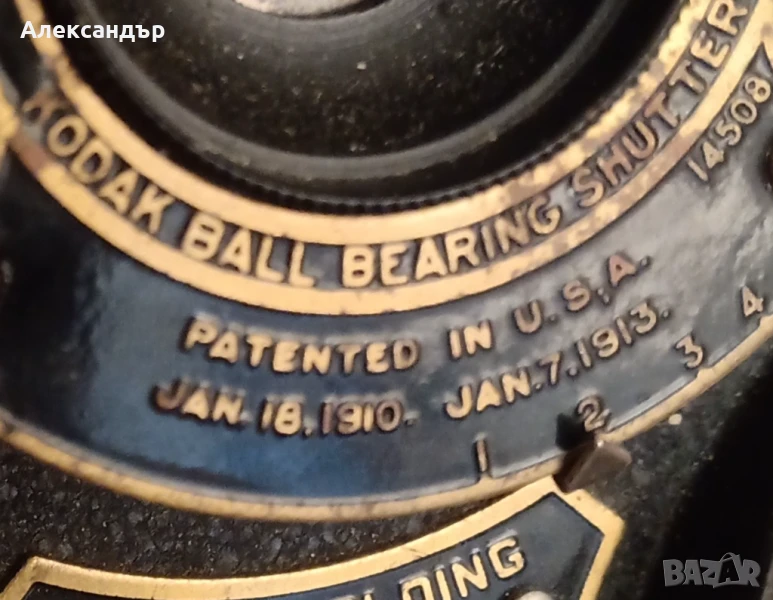 Александър
KODAK BALL BEARING SHUTTER
14508
PATENTED IN U.S.A.
JAN. 18, 1910. JAN. 7, 1913.
1 2 3 4
BAZAR
.bg